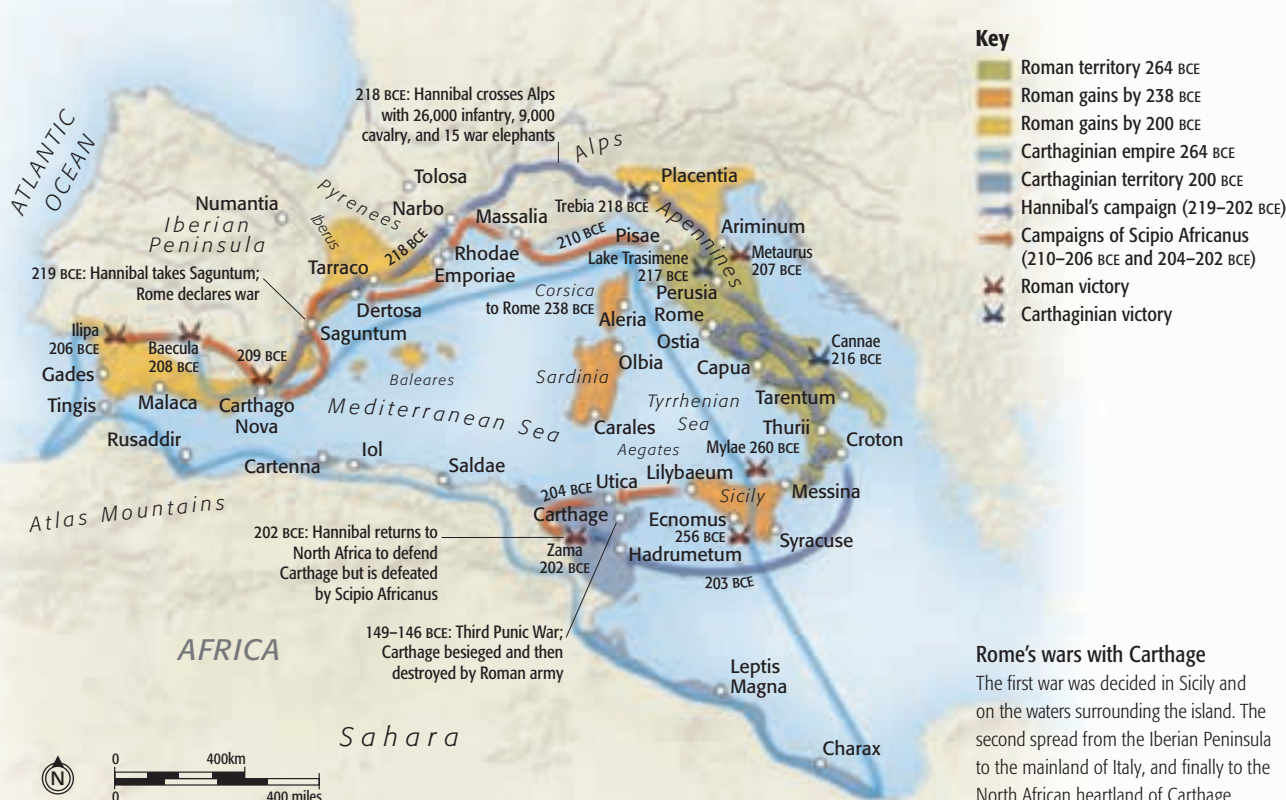 218 BCE: Hannibal crosses Alps
with 26,000 infantry, 9,000
cavalry, and 15 war elephants
Alps
ATLANTIC
OCEAN
Tolosa
Placentia
Numantia
Pyrenees
Narbo
Trebia 218 BCE
Iberian
Peninsula
Iberus
Massalia
Apennines
218 BCE
210 BCE
Pisae
Ariminum
Rhodae
Lake Trasimene
217 BCE
Metaurus
207 BCE
219 BCE: Hannibal takes Saguntum;
Rome declares war
Tarraco
Emporiae
Perusia
Dertosa
Corsica
to Rome 238 BCE
Aleria
Rome
Saguntum
Ostia
Ilipa
206 BCE
Baecula
208 BCE
209 BCE
Cannae
216 BCE
Gades
Olbia
Capua
Baleares
Sardinia
Tingis
Malaca
Carthago
Nova
Mediterranean Sea
Tyrrhenian
Sea
Tarentum
Thurii
Rusaddir
Carales
Croton
Iol
Aegates
Mylae 260 BCE
Cartenna
Saldae
Utica
Lilybaeum
204 BCE
Sicily
Messina
Atlas Mountains
Carthage
Ecnomus
256 BCE
Syracuse
202 BCE: Hannibal returns to
North Africa to defend
Carthage but is defeated
by Scipio Africanus
Zama
202 BCE
Hadrumetum
203 BCE
149–146 BCE: Third Punic War;
Carthage besieged and then
destroyed by Roman army
AFRICA
Leptis
Magna
Sahara
Charax
N
0
400km
0
400 miles
Key
Roman territory 264 BCE
Roman gains by 238 BCE
Roman gains by 200 BCE
Carthaginian empire 264 BCE
Carthaginian territory 200 BCE
Hannibal's campaign (219–202 BCE)
Campaigns of Scipio Africanus
(210–206 BCE and 204–202 BCE)
Roman victory
Carthaginian victory
Rome's wars with Carthage
The first war was decided in Sicily and
on the waters surrounding the island. The
second spread from the Iberian Peninsula
to the mainland of Italy, and finally to the
North African heartland of Carthage